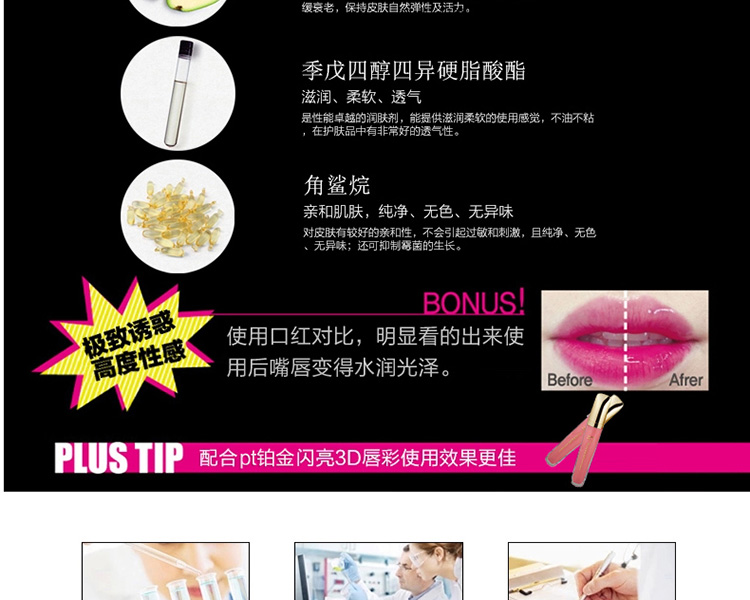 缓衰老，保持皮肤自然弹性及活力。
季戊四醇四异硬脂酸酯
滋润、柔软、透气
是性能卓越的润肤剂，能提供滋润柔软的使用感觉，不油不粘
，在护肤品中有非常好的透气性。
角鲨烷
亲和肌肤，纯净、无色、无异味
对皮肤有较好的亲和性，不会引起过敏和刺激，且纯净、无色
、无异味；还可抑制霉菌的生长。
极致诱惑
高度性感
BONUS!
使用口红对比，明显看的出来使
用后嘴唇变得水润光泽。
Before
Afrer
PLUS TIP
配合pt铂金闪亮3D唇彩使用效果更佳